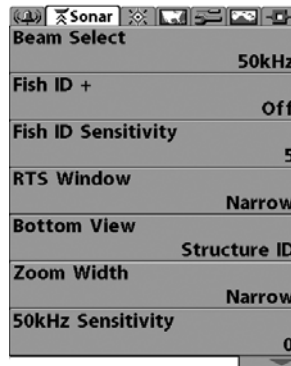 Sonar
Beam Select
50kHz
Fish ID +
Off
Fish ID Sensitivity
5
RTS Window
Narrow
Bottom View
Structure ID
Zoom Width
Narrow
50kHz Sensitivity
0